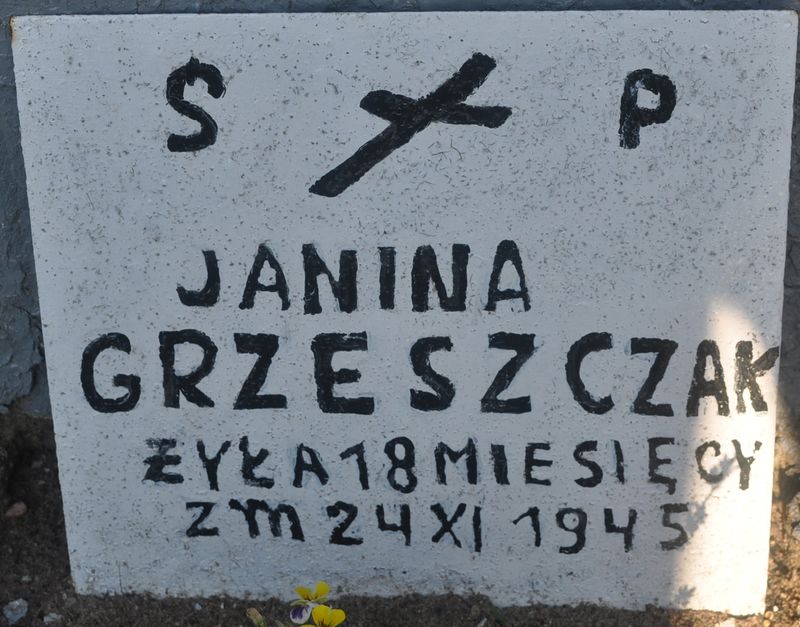 S P
JANINA
GRZESZCZAK
ŻYŁA 18 MIESIĘCY
ZM 24 XI 1945